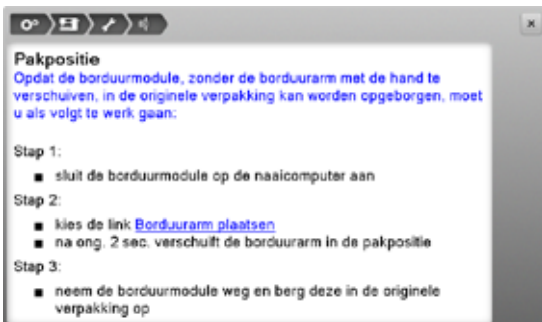 Pakpositie
Opdat de borduurmodule, zonder de borduurarm met de hand te
verschuiven, in de originele verpakking kan worden opgeborgen, moet
u als volgt te werk gaan:
Stap 1:
■ sluit de borduurmodule op de naaicomputer aan
Stap 2:
■ kies de link Borduurarm plaatsen
■ na ong. 2 sec. verschuift de borduurarm in de pakpositie
Stap 3:
■ neem de borduurmodule weg en berg deze in de originele
verpakking op